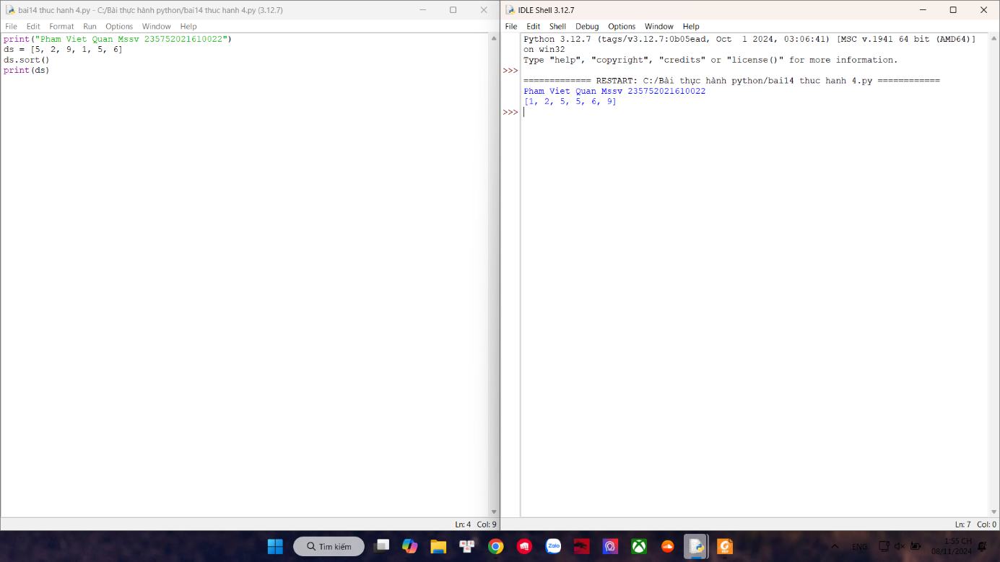 bai14 thuc hanh 4.py - C:/Bài thực hành python/bai14 thuc hanh 4.py (3.12.7)
File Edit Format Run Options Window Help
print("Pham Viet Quan Mssv 235752021610022")
ds = [5, 2, 9, 1, 5, 6]
ds.sort()
print(ds)
Ln: 4 Col: 9
IDLE Shell 3.12.7
File Edit Shell Debug Options Window Help
Python 3.12.7 (tags/v3.12.7:0b05ead, Oct  1 2024, 03:06:41) [MSC v.1941 64 bit (AMD64)]
on win32
Type "help", "copyright", "credits" or "license()" for more information.
>>>
============= RESTART: C:/Bài thực hành python/bai14 thuc hanh 4.py ============
Pham Viet Quan Mssv 235752021610022
[1, 2, 5, 5, 6, 9]
>>>
Ln: 7 Col: 0
Tìm kiếm
Zalo
ENG
1:55 CH
08/11/2024